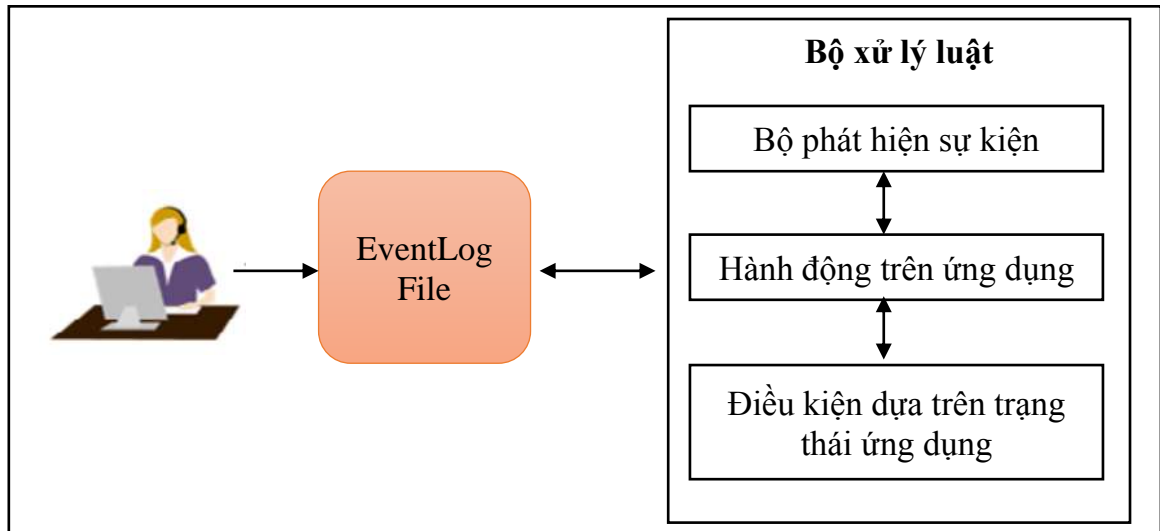 Bộ xử lý luật
Bộ phát hiện sự kiện
EventLog
File
Hành động trên ứng dụng
Điều kiện dựa trên trạng
thái ứng dụng